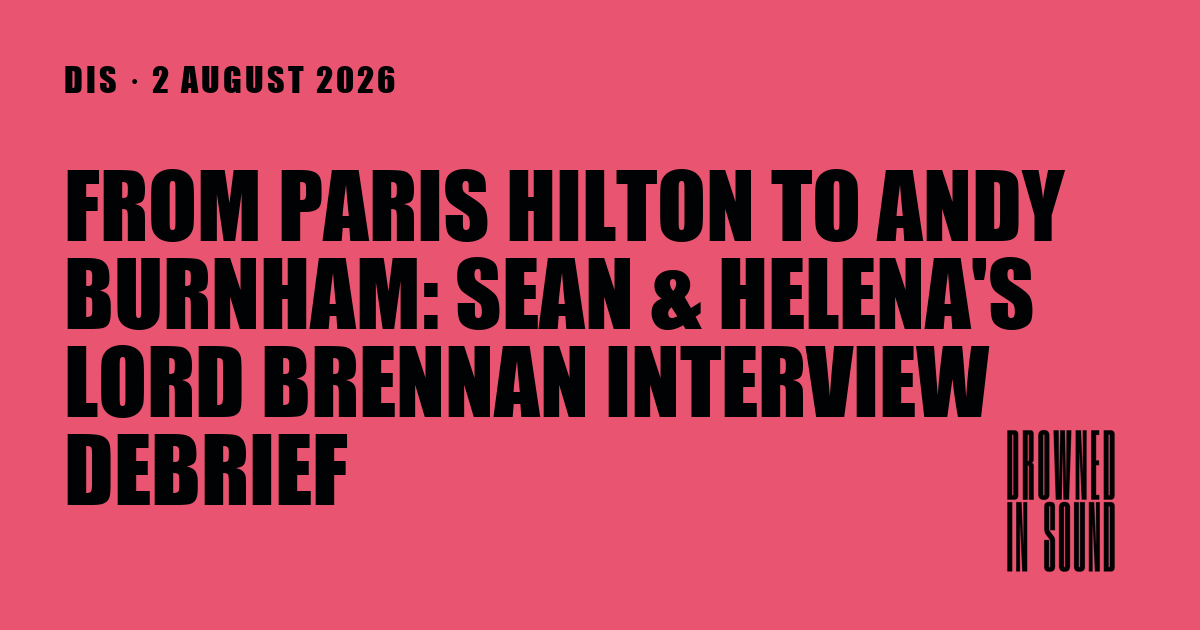 DIS · 2 AUGUST 2026
FROM PARIS HILTON TO ANDY
BURNHAM: SEAN & HELENA'S
LORD BRENNAN INTERVIEW
DEBRIEF
DROWNED
IN SOUND